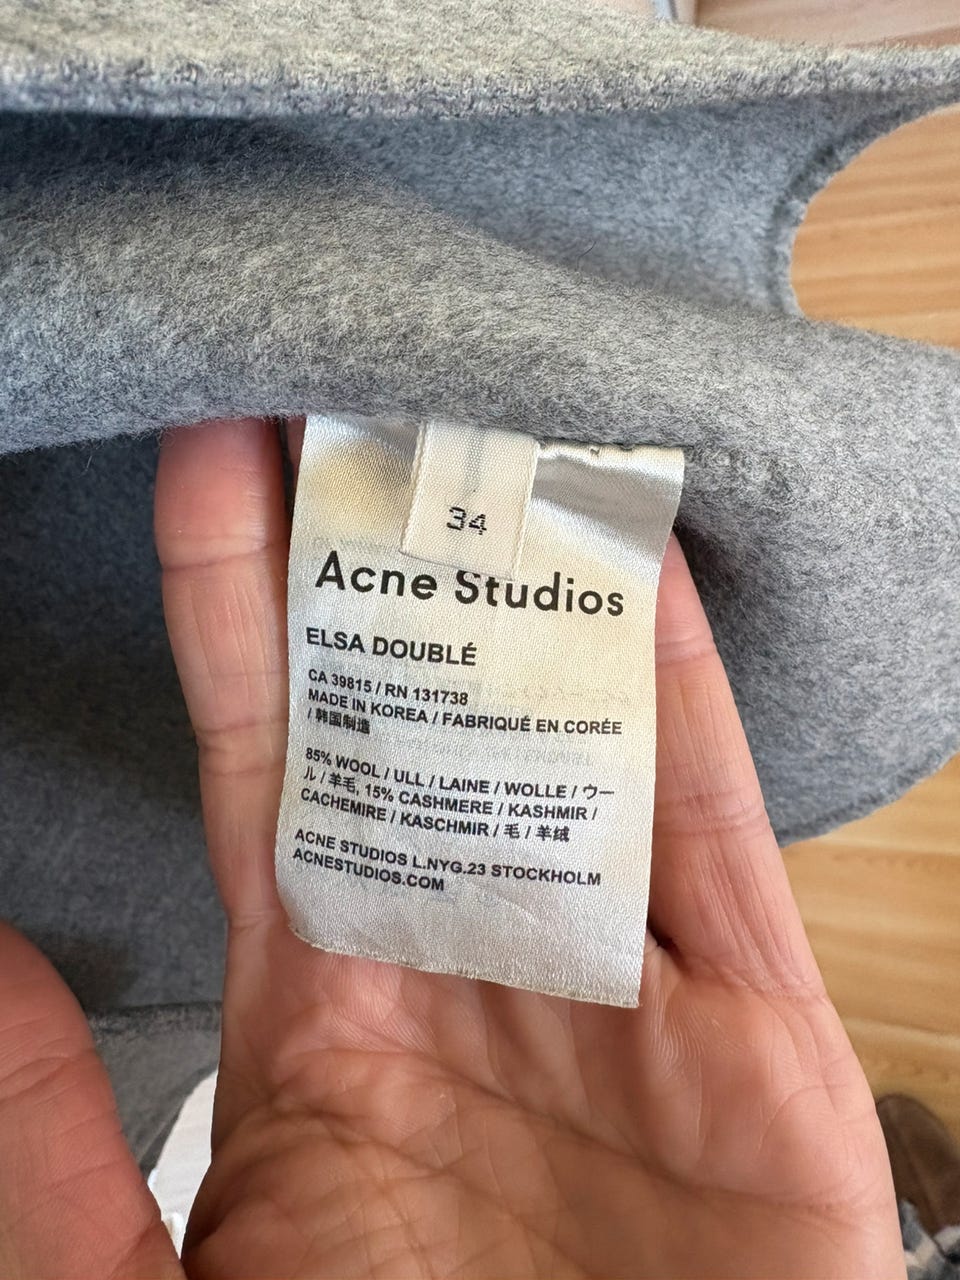 34
Acne Studios
ELSA DOUBLÉ
CA 39815 / RN 131738
MADE IN KOREA / FABRIQUÉ EN CORÉE
/ 韩国制造
85% WOOL / ULL / LAINE / WOLLE / ウー
ル / 羊毛, 15% CASHMERE / KASHMIR /
CACHEMIRE / KASCHMIR / 毛 / 羊绒
ACNE STUDIOS L.NYG.23 STOCKHOLM
ACNESTUDIOS.COM